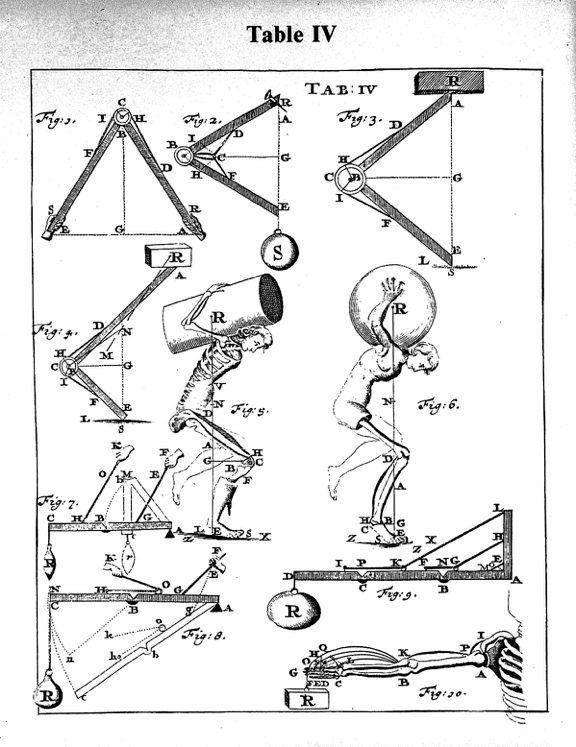 Table IV
TAB: IV
Fig: 1.
C
I
H
B
F
D
S
E
G
A
R
Fig: 2.
R
A
I
D
B
C
G
H
F
E
S
Fig: 3.
R
A
D
H
C
B
G
I
F
E
L
S
Fig: 4.
R
A
D
N
H
M
C
B
G
I
F
E
L
S
Fig: 5.
R
V
N
D
H
G
B
C
F
A
Z
L
E
S
X
Fig: 6.
R
N
D
A
H
C
B
G
E
Z
Z
X
Fig: 7.
K
F
O
b
M
E
C
H
B
G
A
c
R
r
Fig: 8.
K
F
E
N
H
O
G
C
B
g
A
o
k
n
h
b
R
c
Fig: 9.
L
H
I
P
K
F
N
G
E
M
D
C
B
A
R
Fig: 10.
I
H
O
K
P
G
F
E
D
C
B
A
R